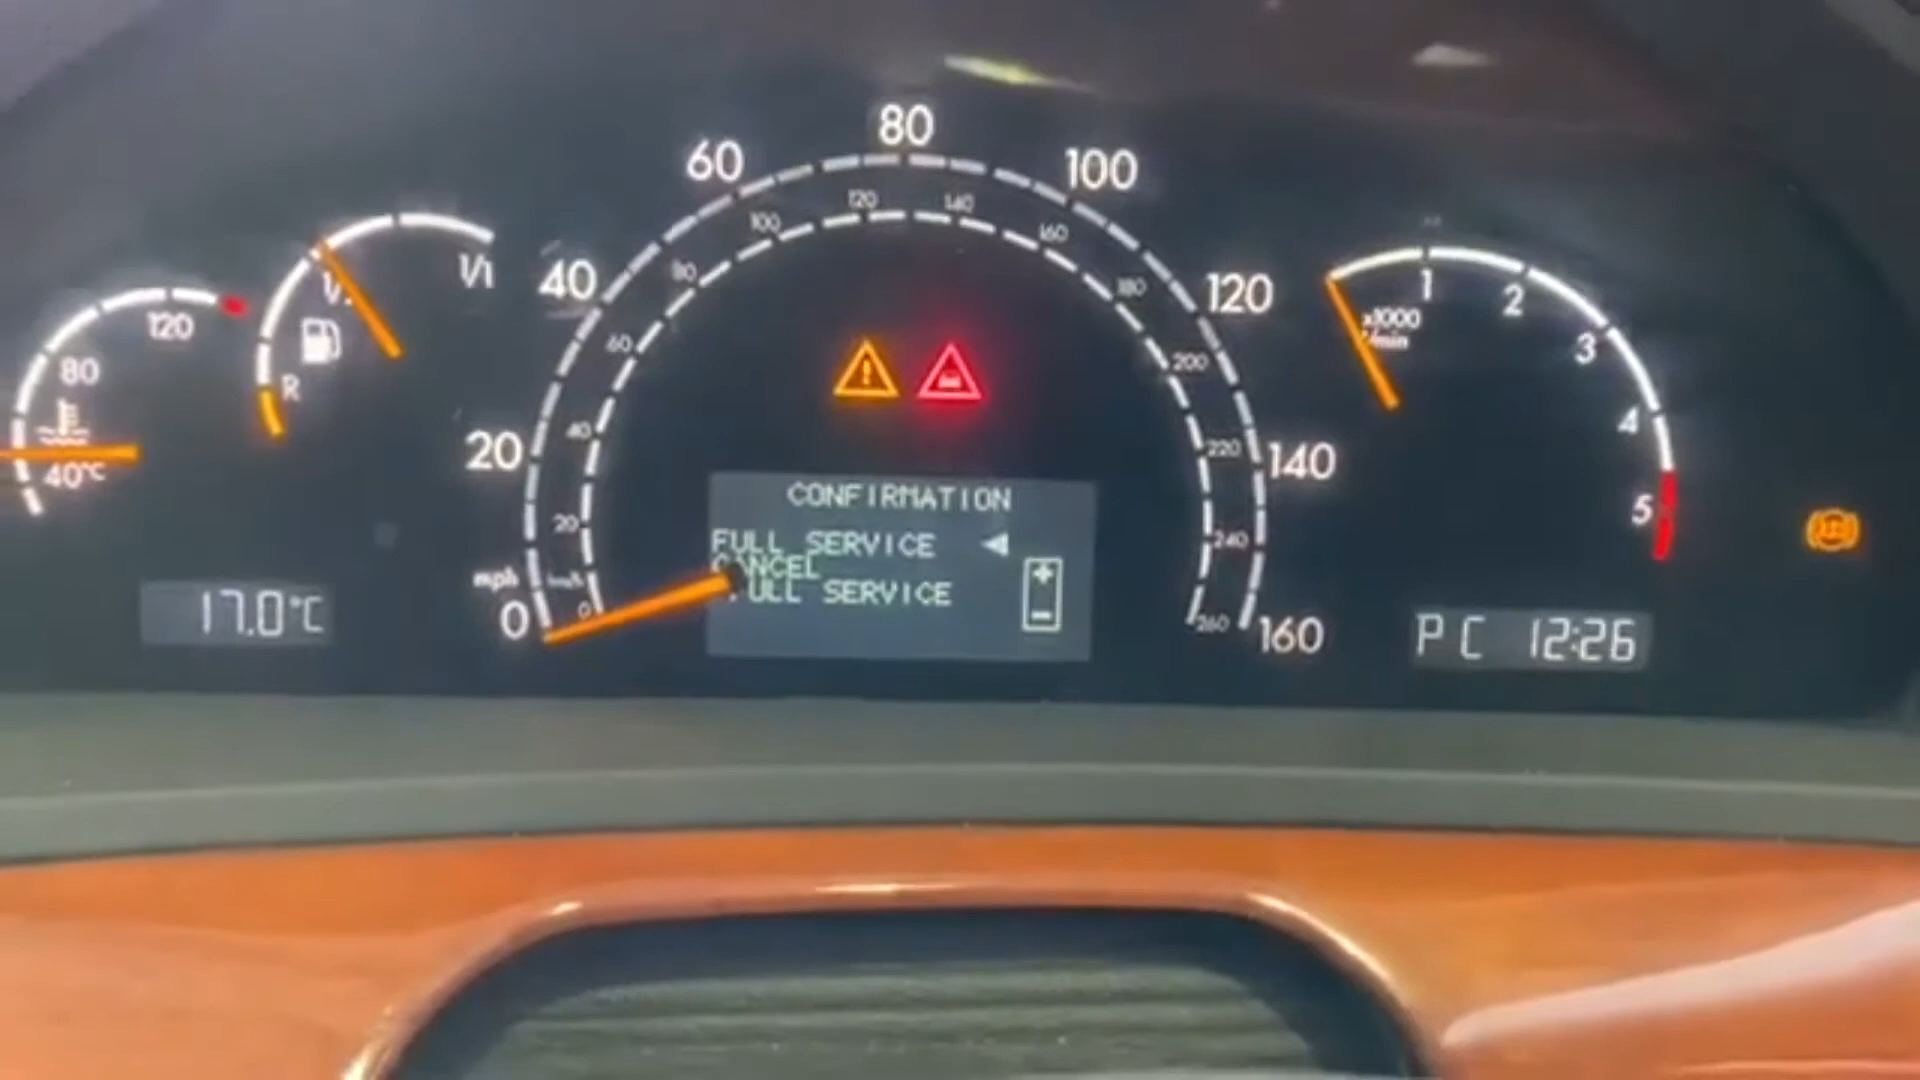 80
60
100
120
140
1/1
40
100
160
120
1
2
80
180
120
x1000
/min
3
80
60
200
R
4
20
40
220
140
40°C
5
CONFIRMATION
FULL SERVICE ◀
CANCEL
FULL SERVICE
+
-
20
240
mph
km/h
0
0
260
160
17.0°C
P C 12:26